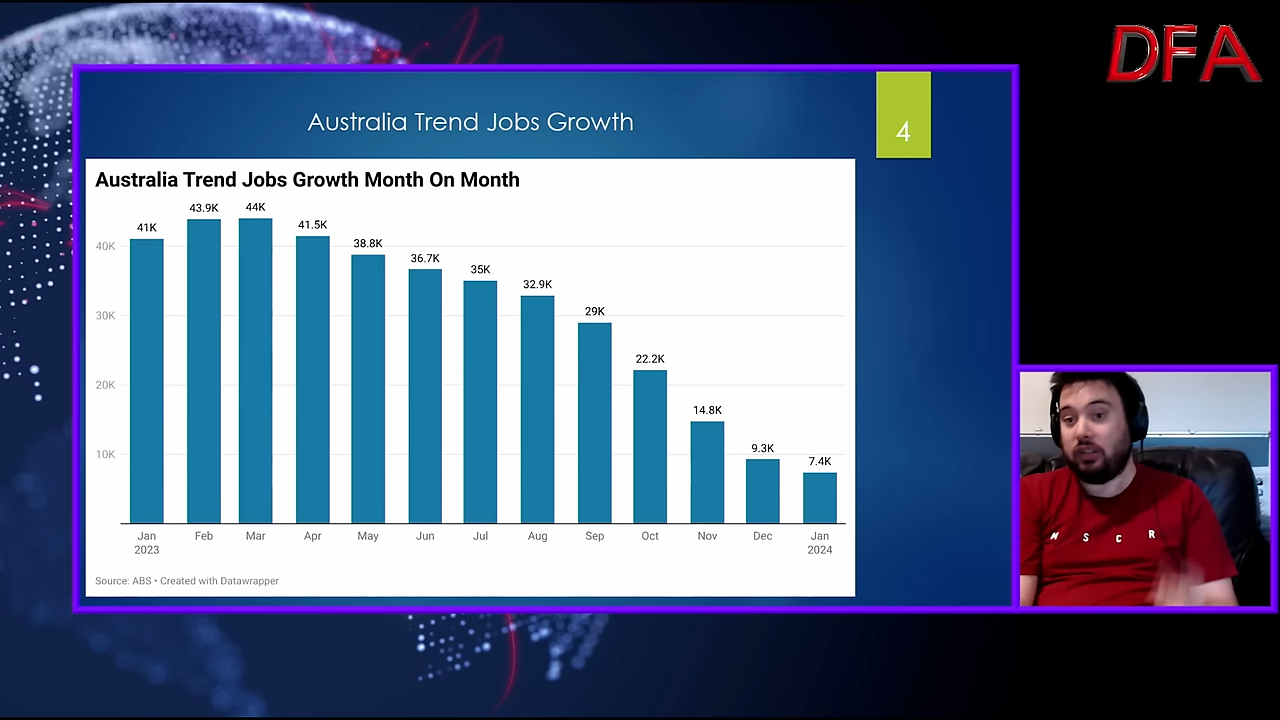 DFA
Australia Trend Jobs Growth
4
Australia Trend Jobs Growth Month On Month
41K
43.9K
44K
41.5K
38.8K
36.7K
35K
32.9K
29K
22.2K
14.8K
9.3K
7.4K
40K
30K
20K
10K
Jan
2023
Feb
Mar
Apr
May
Jun
Jul
Aug
Sep
Oct
Nov
Dec
Jan
2024
Source: ABS • Created with Datawrapper
N S C R